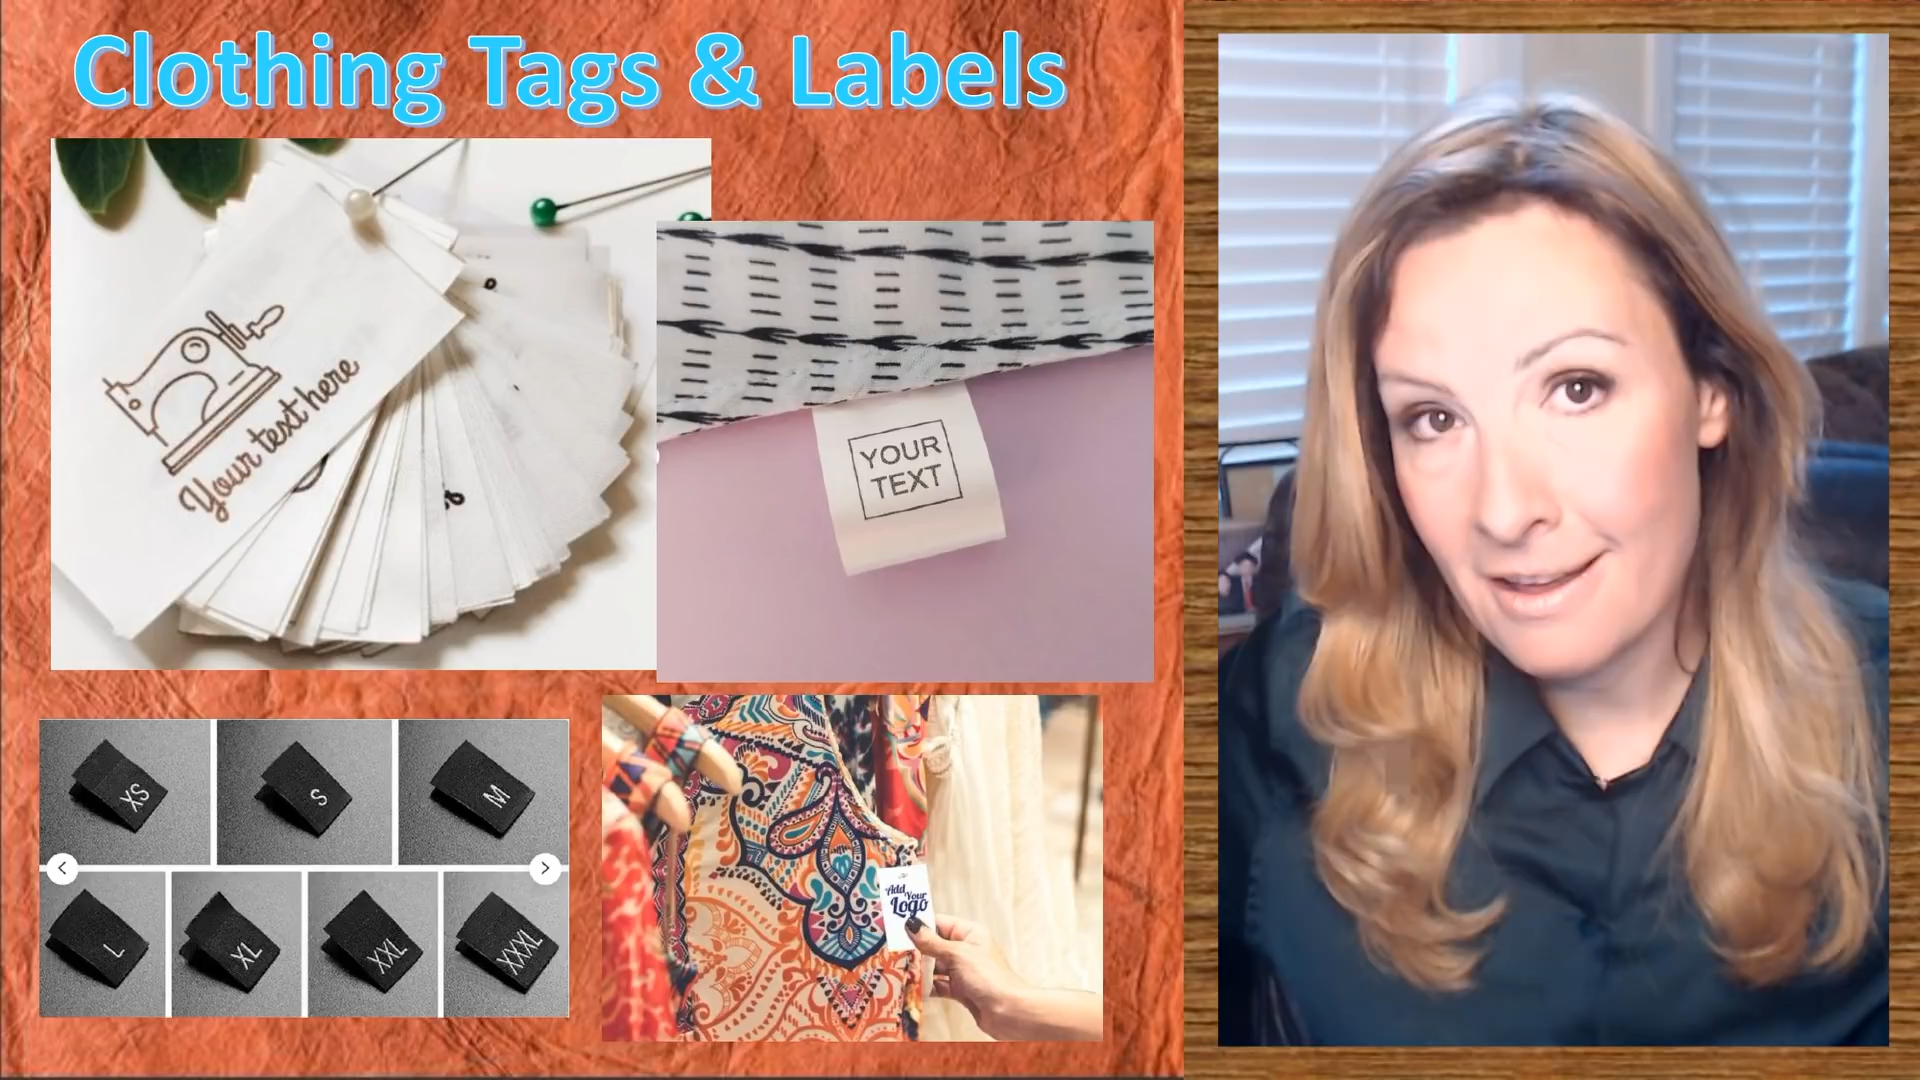 Clothing Tags & Labels
Your text here
YOUR
TEXT
XS
S
M
L
XL
XXL
XXXL
Add
Your
Logo